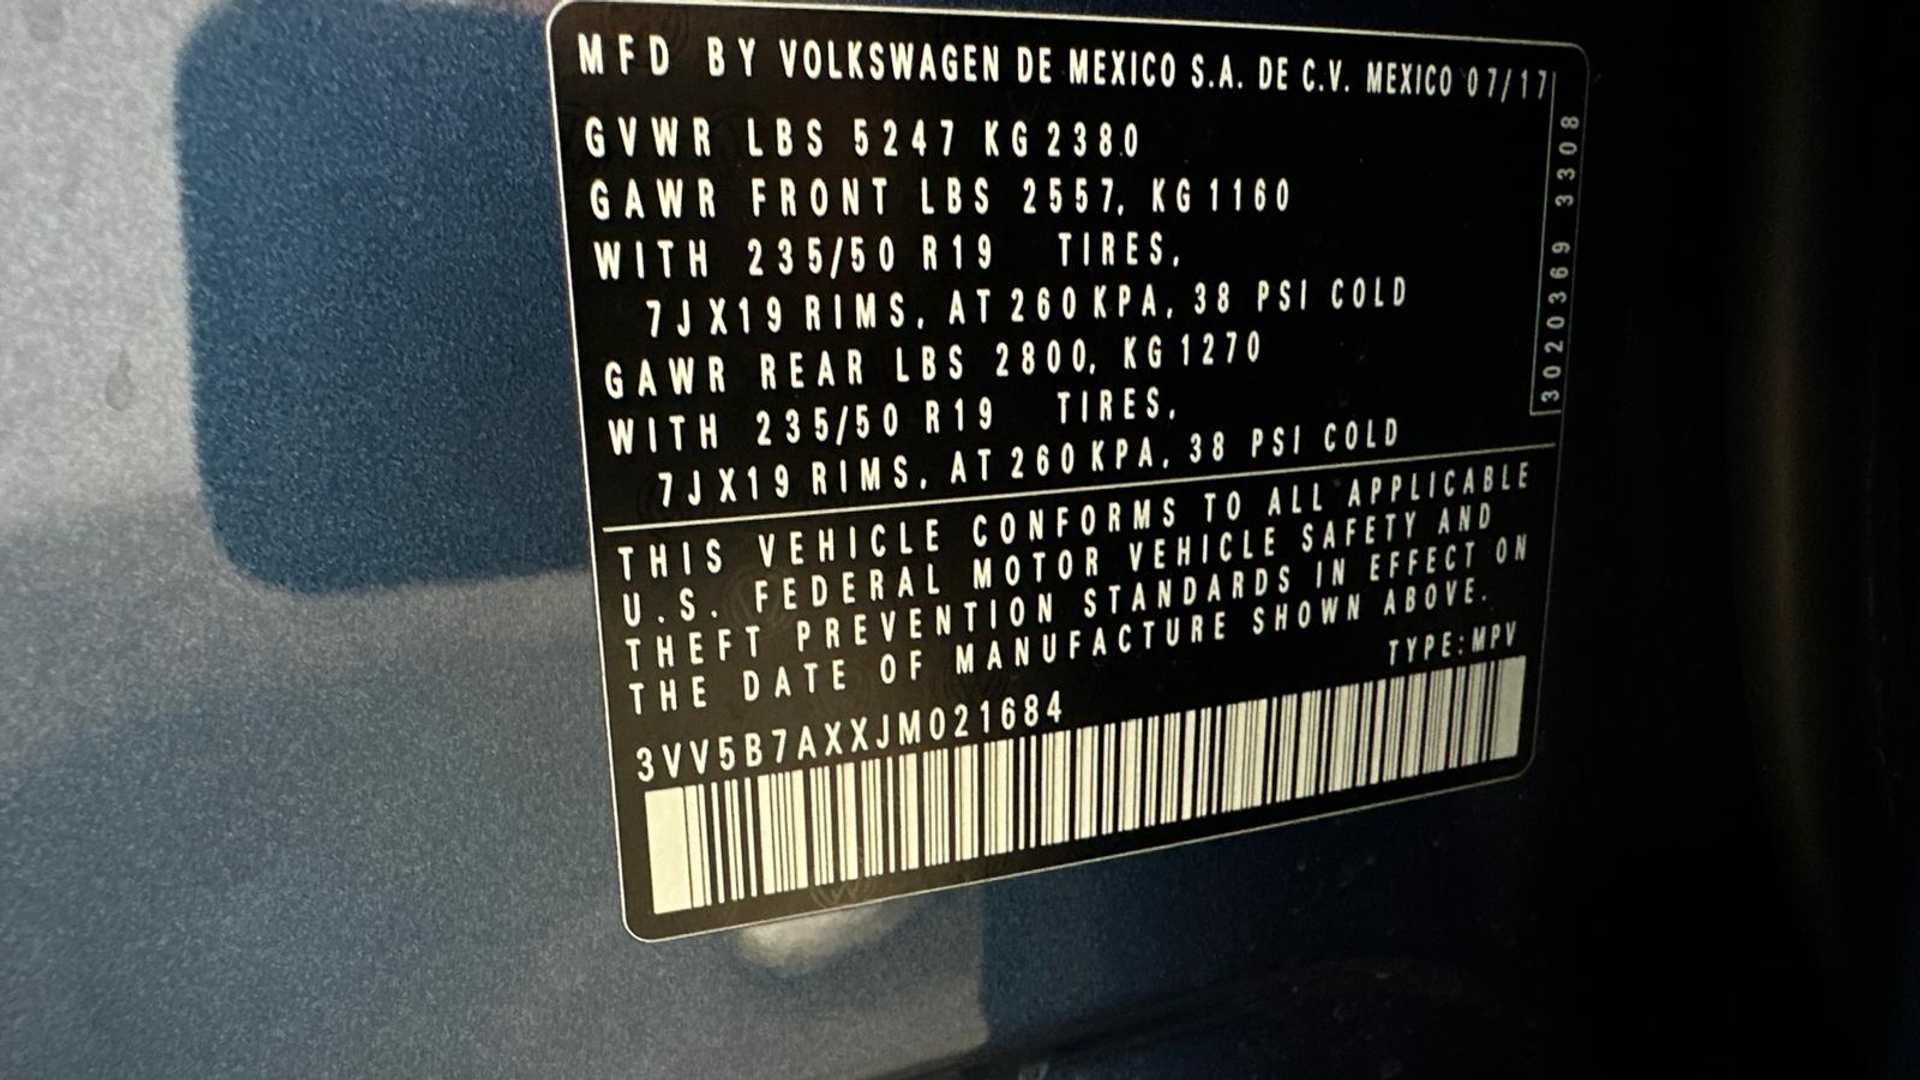 MFD BY VOLKSWAGEN DE MEXICO S.A. DE C.V. MEXICO 07/17
GVWR LBS 5247 KG 2380
GAWR FRONT LBS 2557, KG 1160
WITH 235/50 R19 TIRES,
7J X19 RIMS, AT 260 KPA, 38 PSI COLD
GAWR REAR LBS 2800, KG 1270
WITH 235/50 R19 TIRES,
7J X19 RIMS, AT 260 KPA, 38 PSI COLD
3020369 3308
THIS VEHICLE CONFORMS TO ALL APPLICABLE
U.S. FEDERAL MOTOR VEHICLE SAFETY AND
THEFT PREVENTION STANDARDS IN EFFECT ON
THE DATE OF MANUFACTURE SHOWN ABOVE.
TYPE:MPV
3VV5B7AXXJM021684